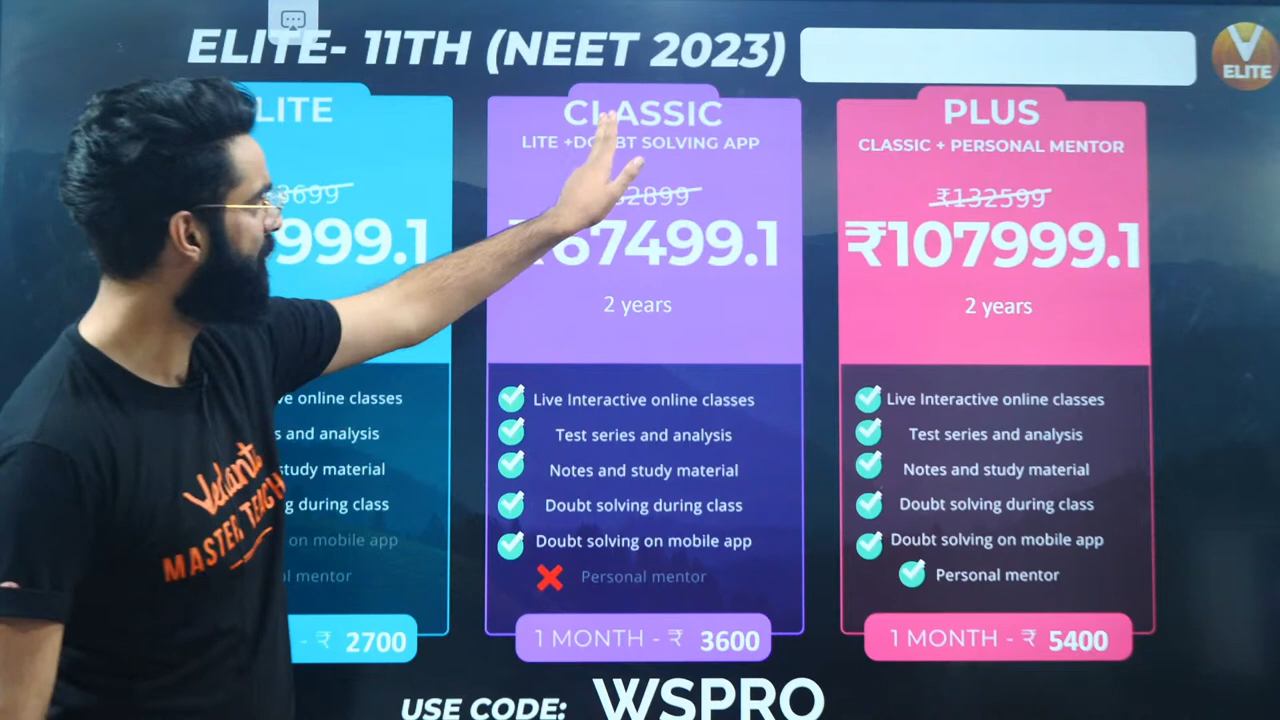 ELITE- 11TH (NEET 2023)
V
ELITE
LITE
3699
999.1
ve online classes
s and analysis
study material
g during class
on mobile app
l mentor
- ₹ 2700
CLASSIC
LITE +DOUBT SOLVING APP
2899
₹67499.1
2 years
Live Interactive online classes
Test series and analysis
Notes and study material
Doubt solving during class
Doubt solving on mobile app
Personal mentor
1 MONTH - ₹ 3600
PLUS
CLASSIC + PERSONAL MENTOR
₹132599
₹107999.1
2 years
Live Interactive online classes
Test series and analysis
Notes and study material
Doubt solving during class
Doubt solving on mobile app
Personal mentor
1 MONTH - ₹ 5400
USE CODE: WSPRO
Vedantu
MASTER TEACH